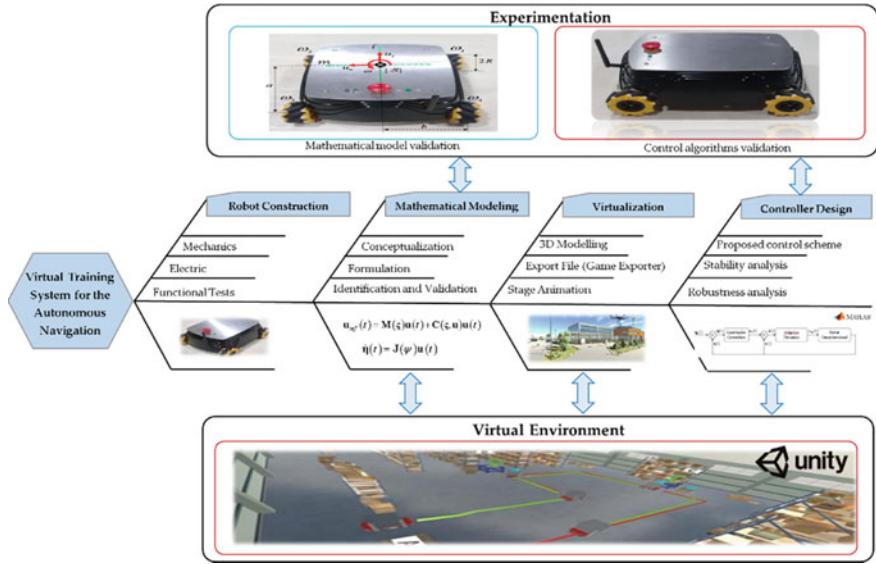 Experimentation
2R
a
Mathematical model validation
Control algorithms validation
Robot Construction
Mathematical Modeling
Virtualization
Controller Design
Mechanics
Conceptualization
3D Modelling
Proposed control scheme
Virtual Training
System for the
Autonomous
Navigation
Electric
Formulation
Export File (Game Exporter)
Stability analysis
Functional Tests
Identification and Validation
Stage Animation
Robustness analysis
MATLAB
u_ref(t) = M(ς)u̇(t) + C(ς,u)u(t)
η̇(t) = J(ψ)u(t)
Virtual Environment
unity